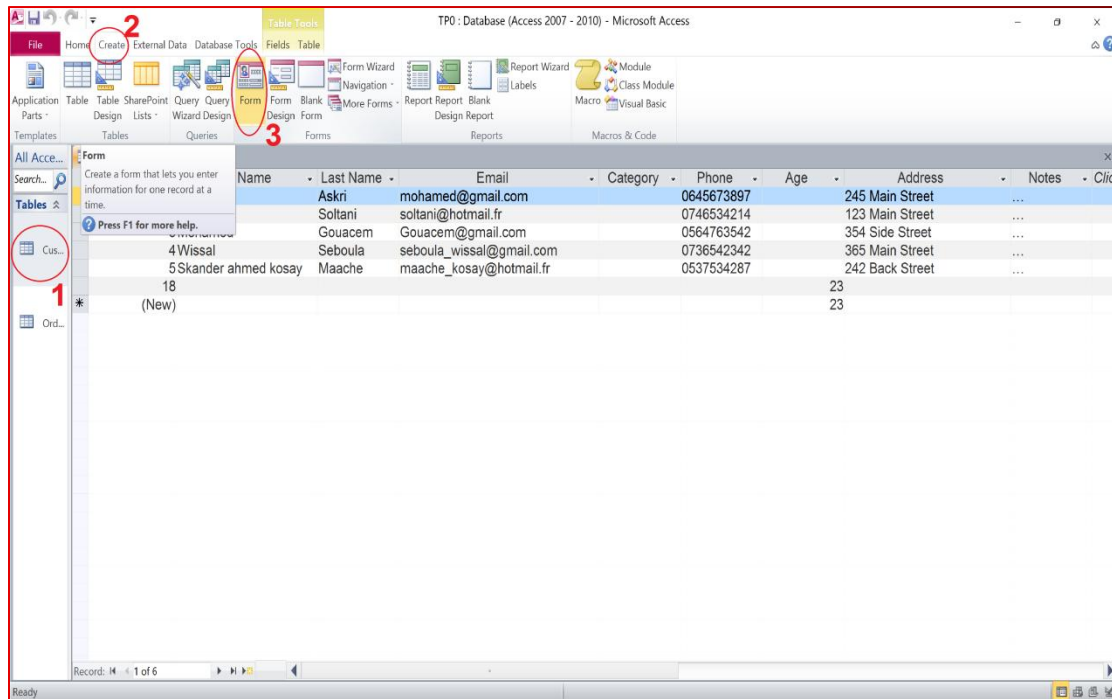 TP0 : Database (Access 2007 - 2010) - Microsoft Access
Table Tools
2
File Home Create External Data Database Tools Fields Table
Application Parts
Table
Table Design
SharePoint Lists
Query Wizard
Query Design
Form
Form Design
Blank Form
Form Wizard
Navigation
More Forms
Report
Report Design
Blank Report
Report Wizard
Labels
Macro
Module
Class Module
Visual Basic
Templates Tables Queries Forms Reports Macros & Code
3
All Acce...
Search...
Tables
Cus...
1
Ord...
Form
Create a form that lets you enter
information for one record at a
time.
Press F1 for more help.
Name Last Name Email Category Phone Age Address Notes Clic
Askri mohamed@gmail.com 0645673897 245 Main Street ...
Soltani soltani@hotmail.fr 0746534214 123 Main Street ...
Gouacem Gouacem@gmail.com 0564763542 354 Side Street ...
4 Wissal Seboula seboula_wissal@gmail.com 0736542342 365 Main Street ...
5 Skander ahmed kosay Maache maache_kosay@hotmail.fr 0537534287 242 Back Street ...
18 23
* (New) 23
Record: 1 of 6
Ready